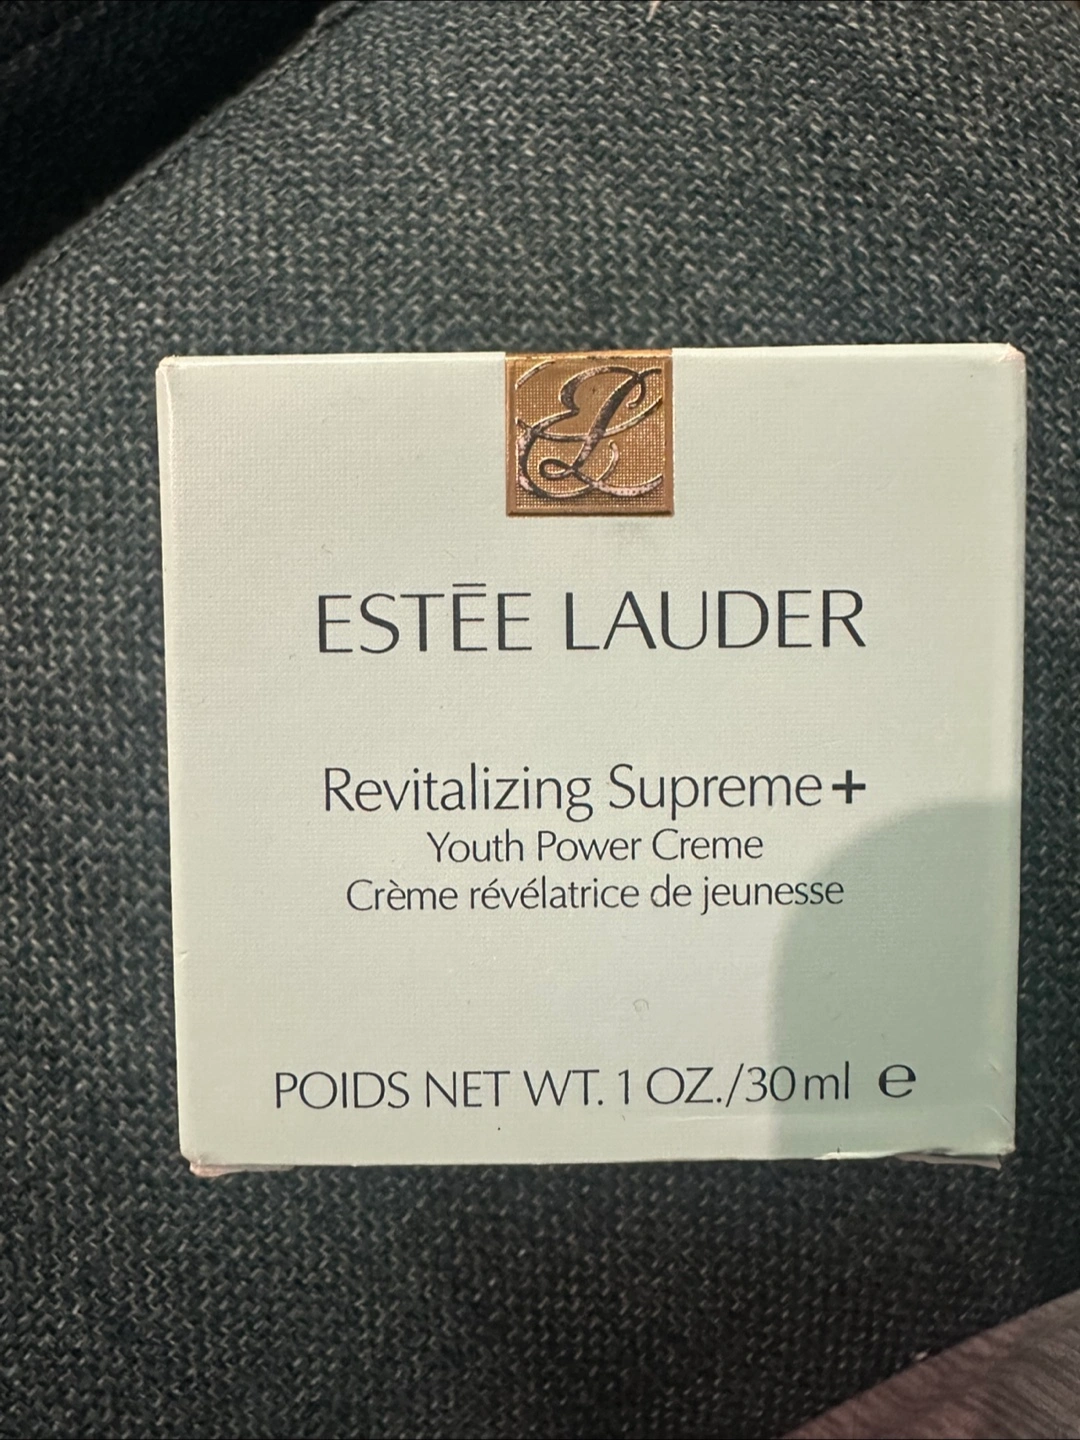 EL
ESTĒE LAUDER
Revitalizing Supreme+
Youth Power Creme
Crème révélatrice de jeunesse
POIDS NET WT. 1 OZ./30ml ℮